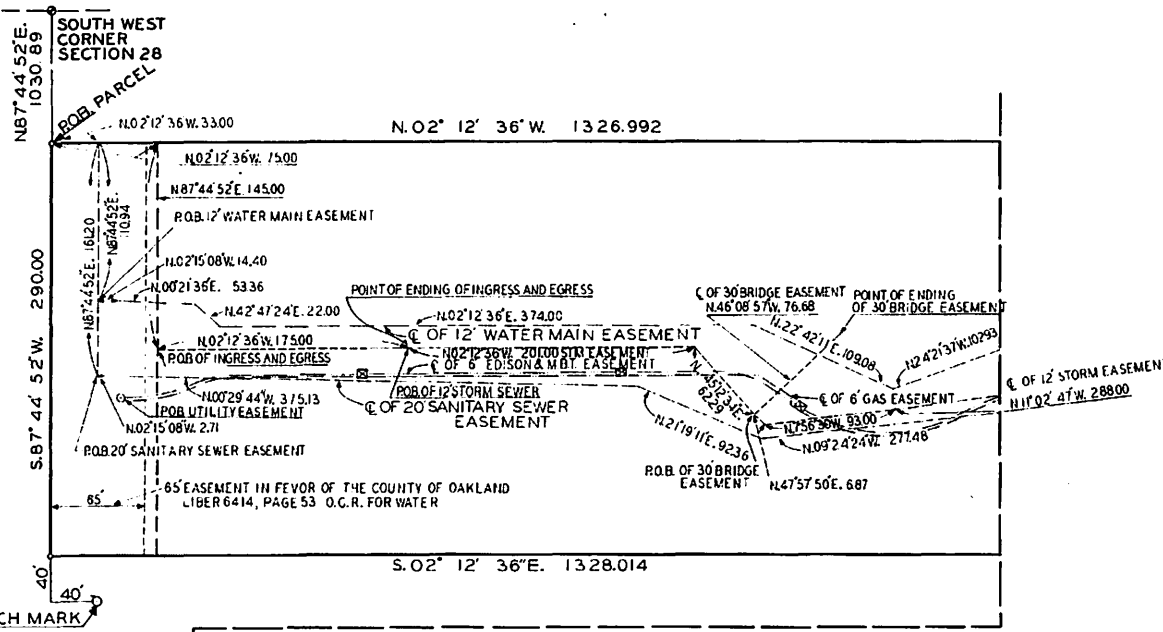 SOUTH WEST
CORNER
SECTION 28
N.87° 44' 52"E.
1030.89
P.O.B. PARCEL
N.02°12' 36"W. 33.00
N. 02° 12' 36" W. 1326.992
N.02°12'36"W. 75.00
N.87°44'52"E. 145.00
P.O.B. 12' WATER MAIN EASEMENT
N.87°44'52"E. 161.20
N.87°44'52"E.
110.94
N.02°15'08"W. 14.40
N.00°21'36"E. 53.36
N.42°47'24"E. 22.00
POINT OF ENDING OF INGRESS AND EGRESS
N.02°12'36"E. 374.00
℄ OF 12' WATER MAIN EASEMENT
℄ OF 30' BRIDGE EASEMENT
N.46°08'57"W. 76.68
POINT OF ENDING
OF 30' BRIDGE EASEMENT
N.22°42'11"E. 109.08
N.24°21'37"W. 102.93
N.02°12'36"W. 175.00
P.O.B. OF INGRESS AND EGRESS
N.02°12'36"W. 201.00 STM EASEMENT
℄ OF 6' EDISON & M.B.T. EASEMENT
P.O.B. OF 12' STORM SEWER
℄ OF 20' SANITARY SEWER
EASEMENT
N.45°12'34"E.
62.29
℄ OF 6' GAS EASEMENT
℄ OF 12' STORM EASEMENT
N.11°02'47"W. 288.00
N.00°29'44"W. 375.13
P.O.B. UTILITY EASEMENT
N.02°15'08"W. 2.71
P.O.B. 20' SANITARY SEWER EASEMENT
N.7°56'30"W. 93.00
N.09°24'24"W. 277.48
N.21°19'11"E. 92.36
P.O.B. OF 30' BRIDGE
EASEMENT
N.47°57'50"E. 6.87
S.87° 44' 52" W. 290.00
65'
65' EASEMENT IN FEVOR OF THE COUNTY OF OAKLAND
LIBER 6414, PAGE 53 O.C.R. FOR WATER
S. 02° 12' 36"E. 1328.014
40'
40'
CH MARK